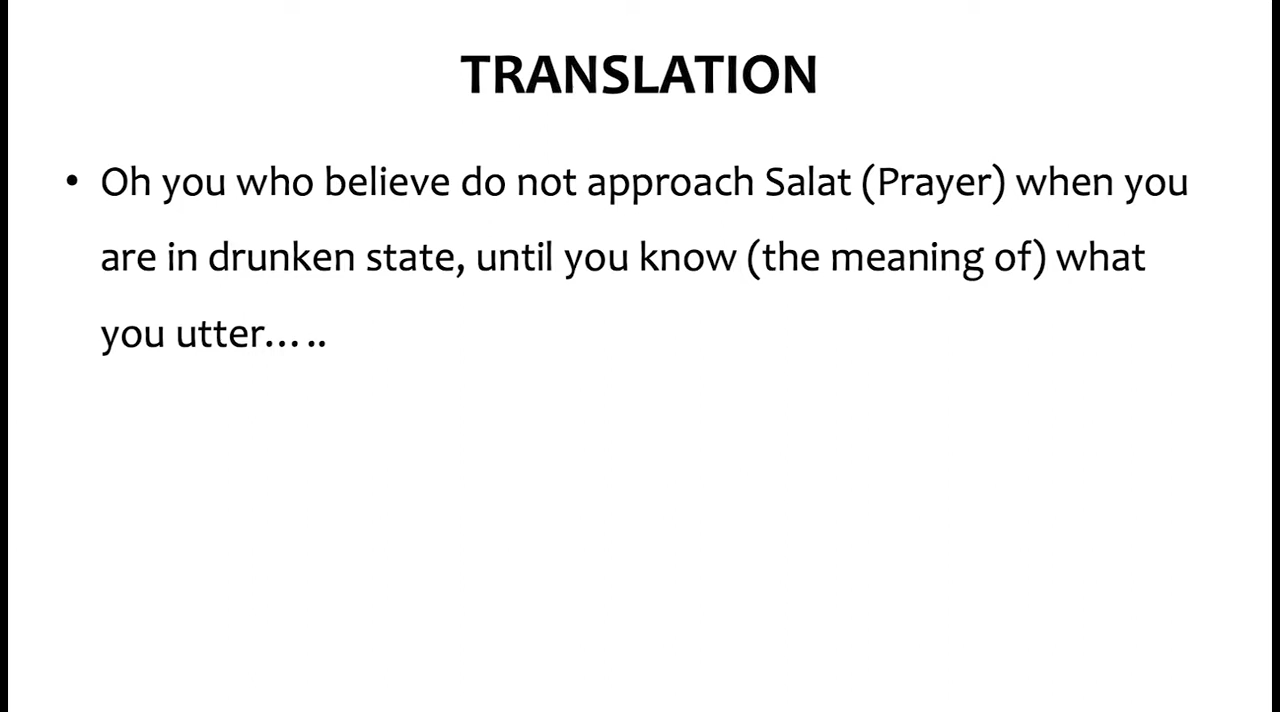 TRANSLATION
• Oh you who believe do not approach Salat (Prayer) when you
are in drunken state, until you know (the meaning of) what
you utter… ..